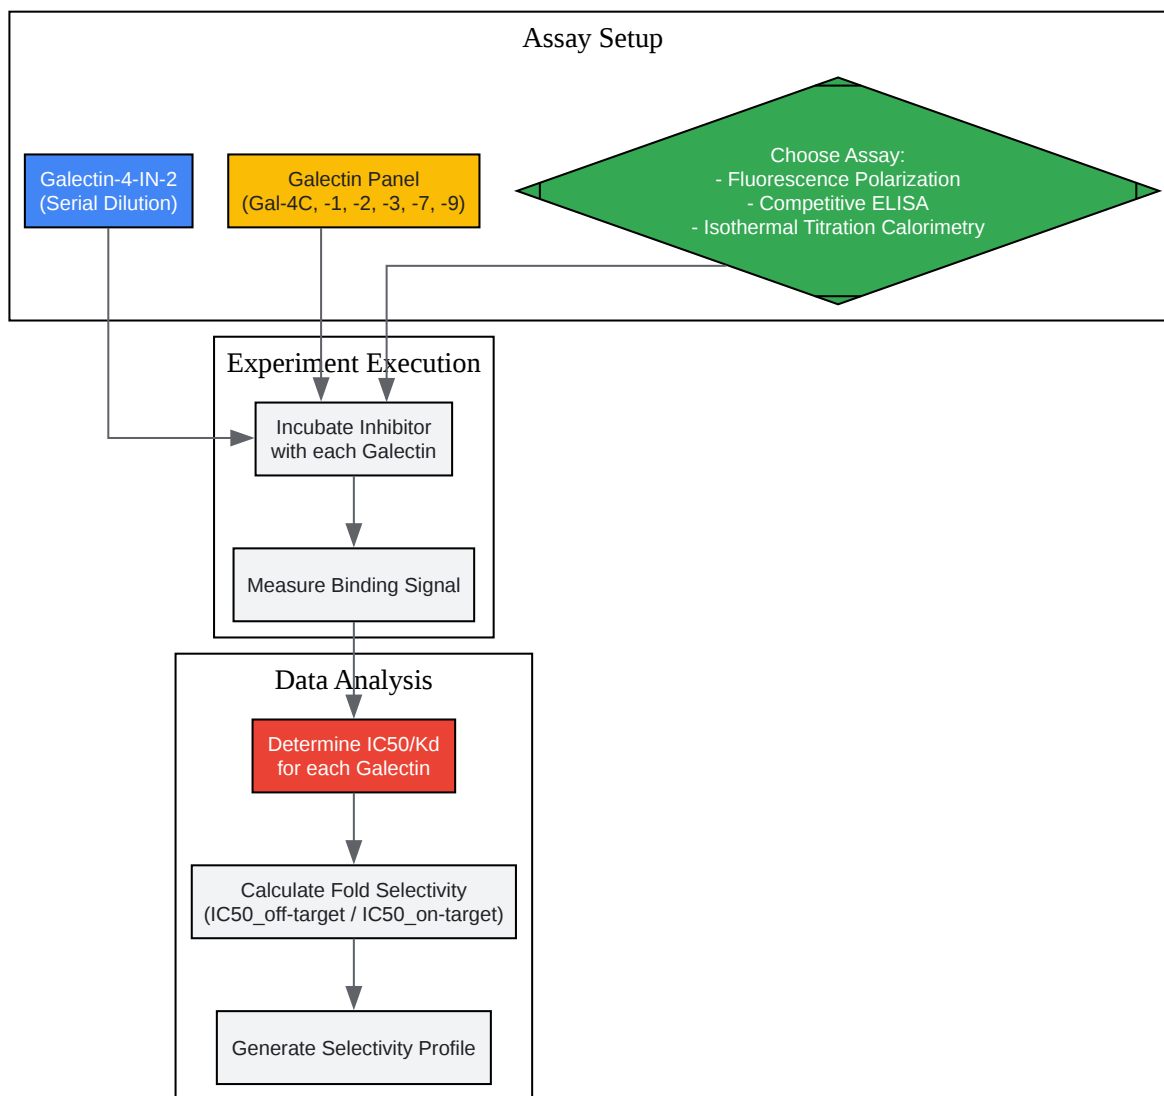 Assay Setup
Galectin-4-IN-2
(Serial Dilution)
Galectin Panel
(Gal-4C, -1, -2, -3, -7, -9)
Choose Assay:
- Fluorescence Polarization
- Competitive ELISA
- Isothermal Titration Calorimetry
Experiment Execution
Incubate Inhibitor
with each Galectin
Measure Binding Signal
Data Analysis
Determine IC50/Kd
for each Galectin
Calculate Fold Selectivity
(IC50_off-target / IC50_on-target)
Generate Selectivity Profile